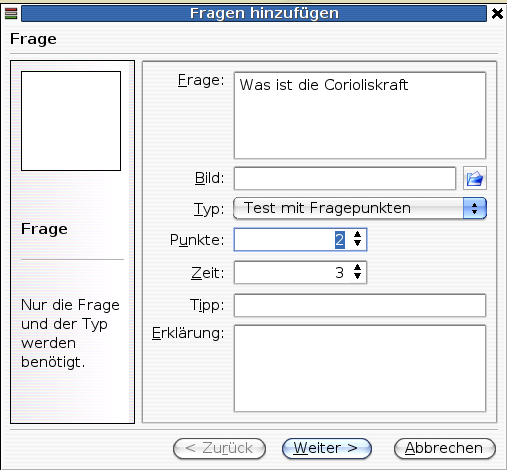 Fragen hinzufügen
Frage
Frage
Nur die Frage
und der Typ
werden
benötigt.
Frage: Was ist die Corioliskraft
Bild:
Typ: Test mit Fragepunkten
Punkte: 2
Zeit: 3
Tipp:
Erklärung:
< Zurück Weiter > Abbrechen